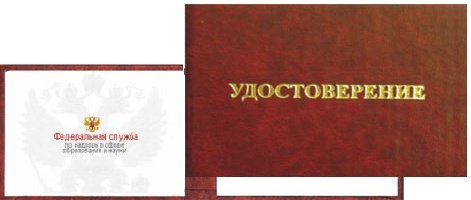 УДОСТОВЕРЕНИЕ
Федеральная служба
по надзору в сфере
образования и науки